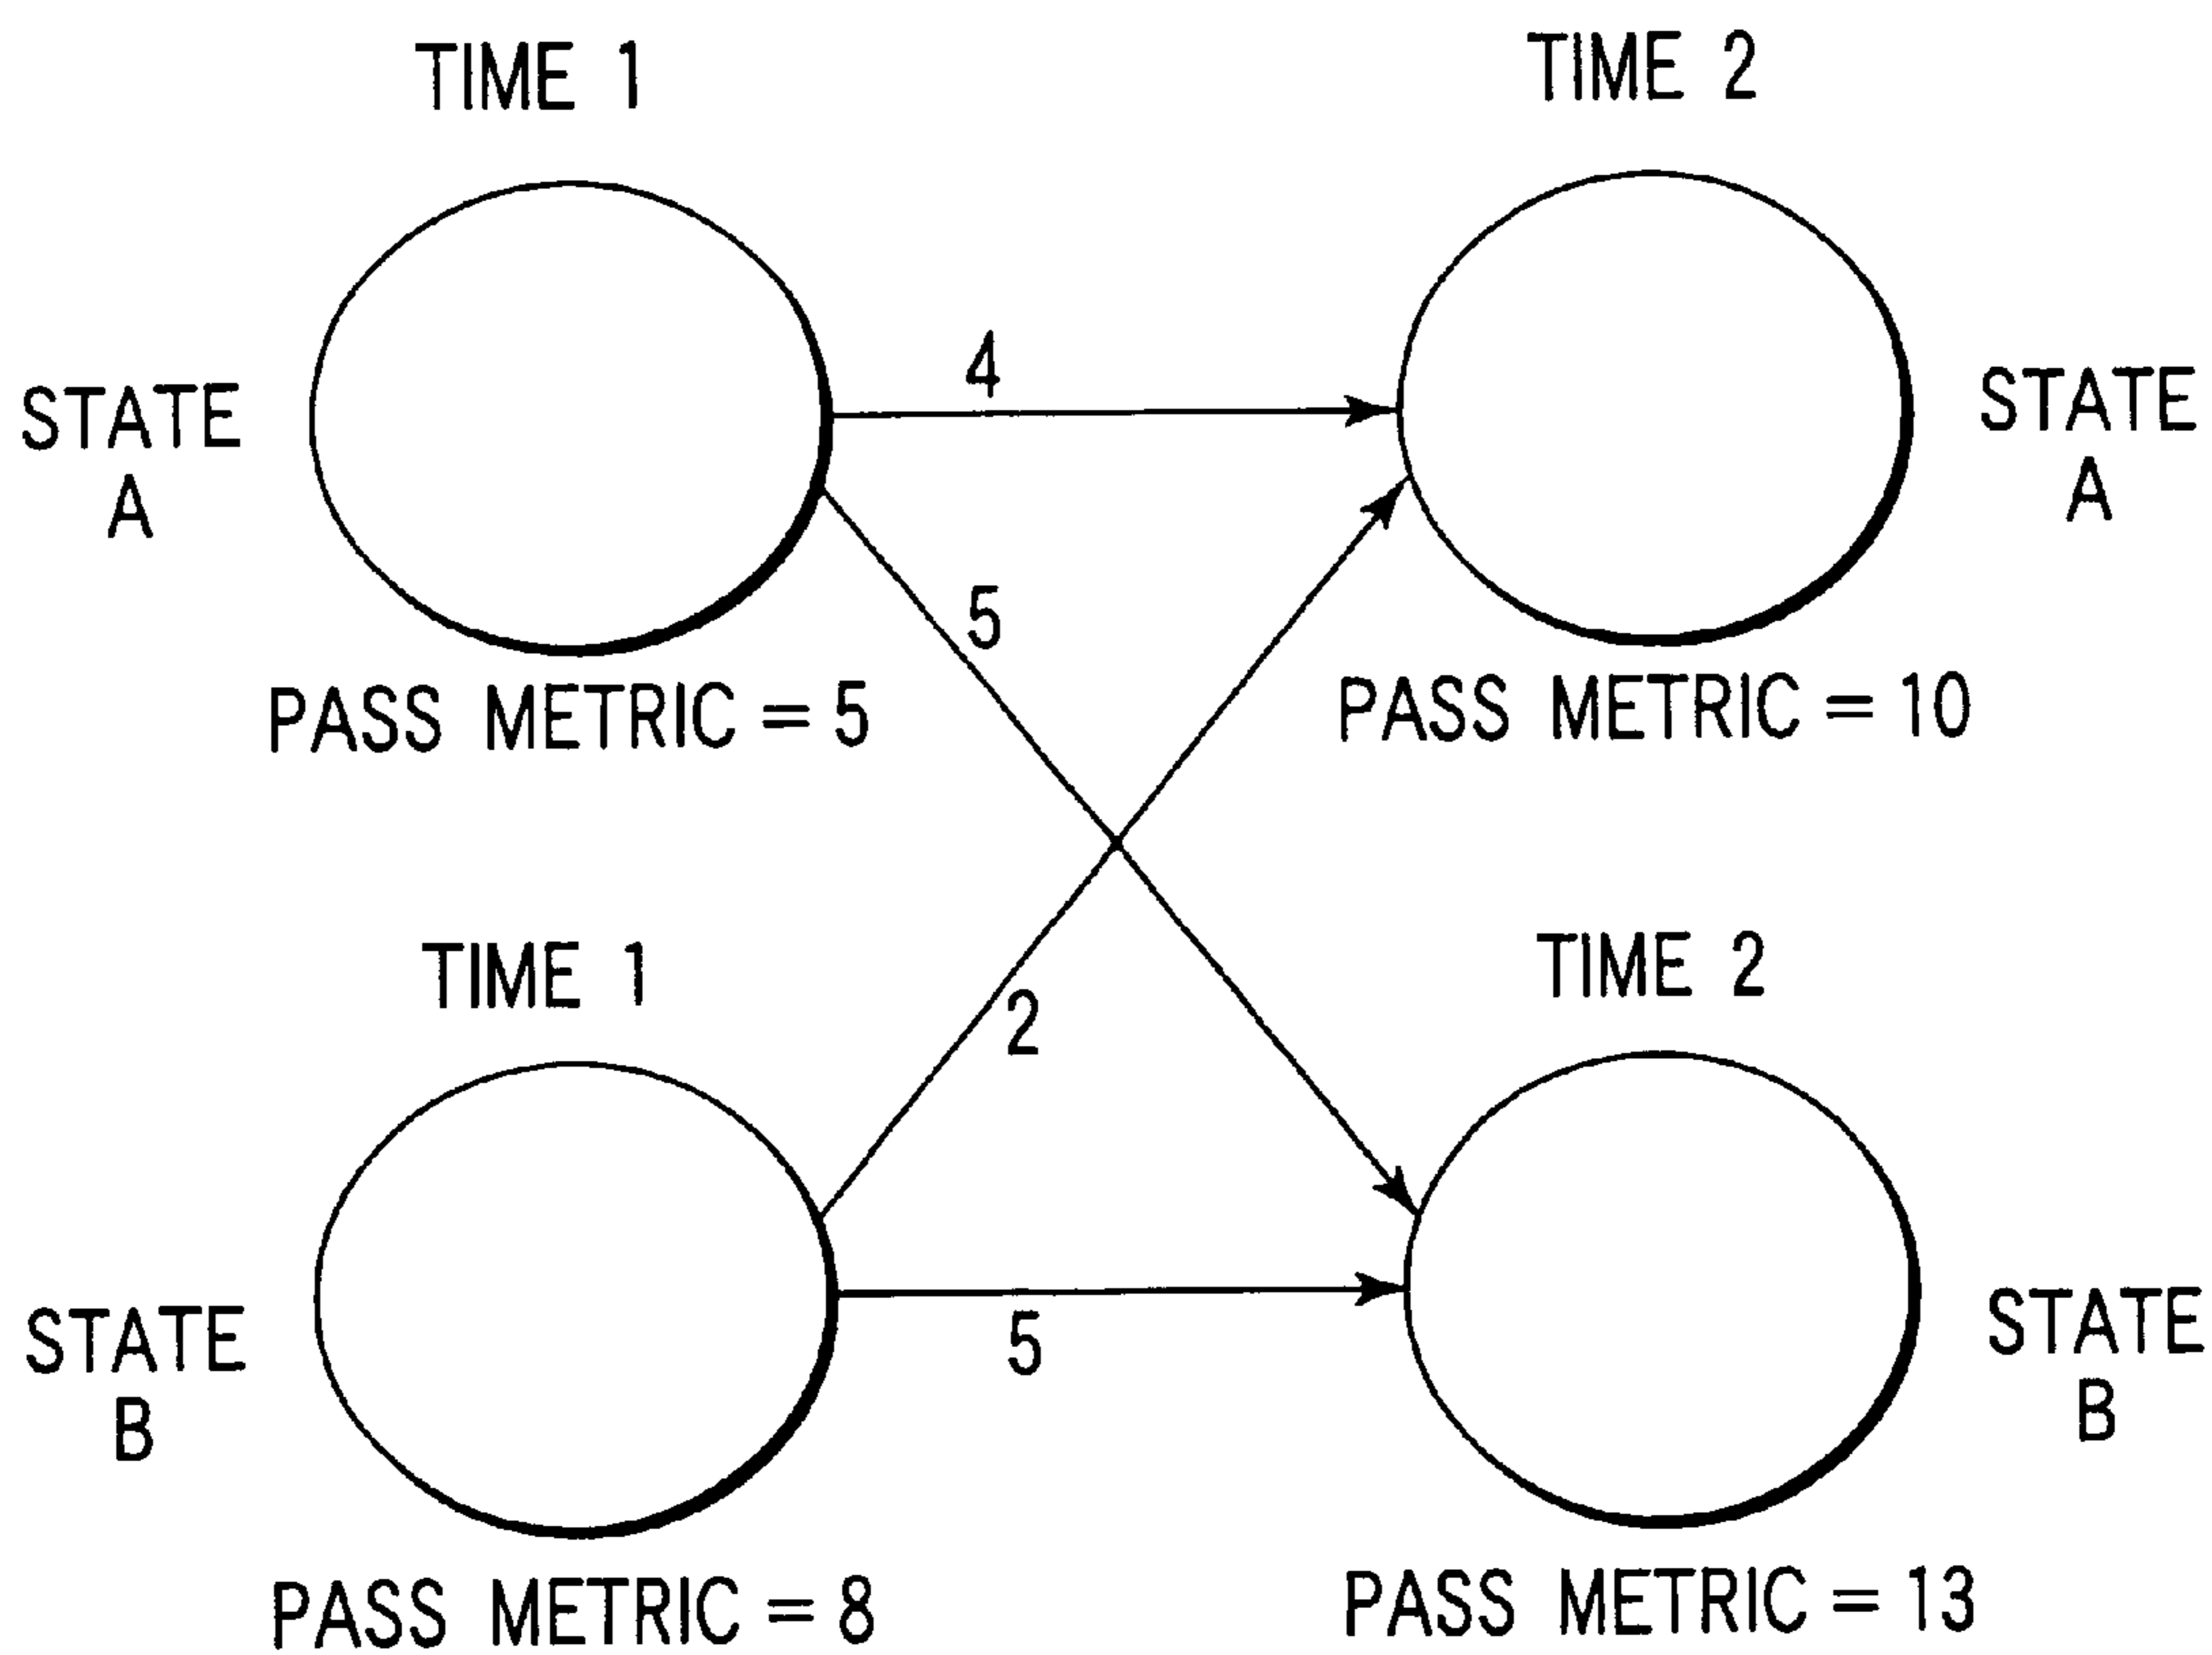 TIME 1
TIME 2
STATE
A
4
STATE
A
5
PASS METRIC = 5
PASS METRIC = 10
TIME 1
TIME 2
2
STATE
B
5
STATE
B
PASS METRIC = 8
PASS METRIC = 13